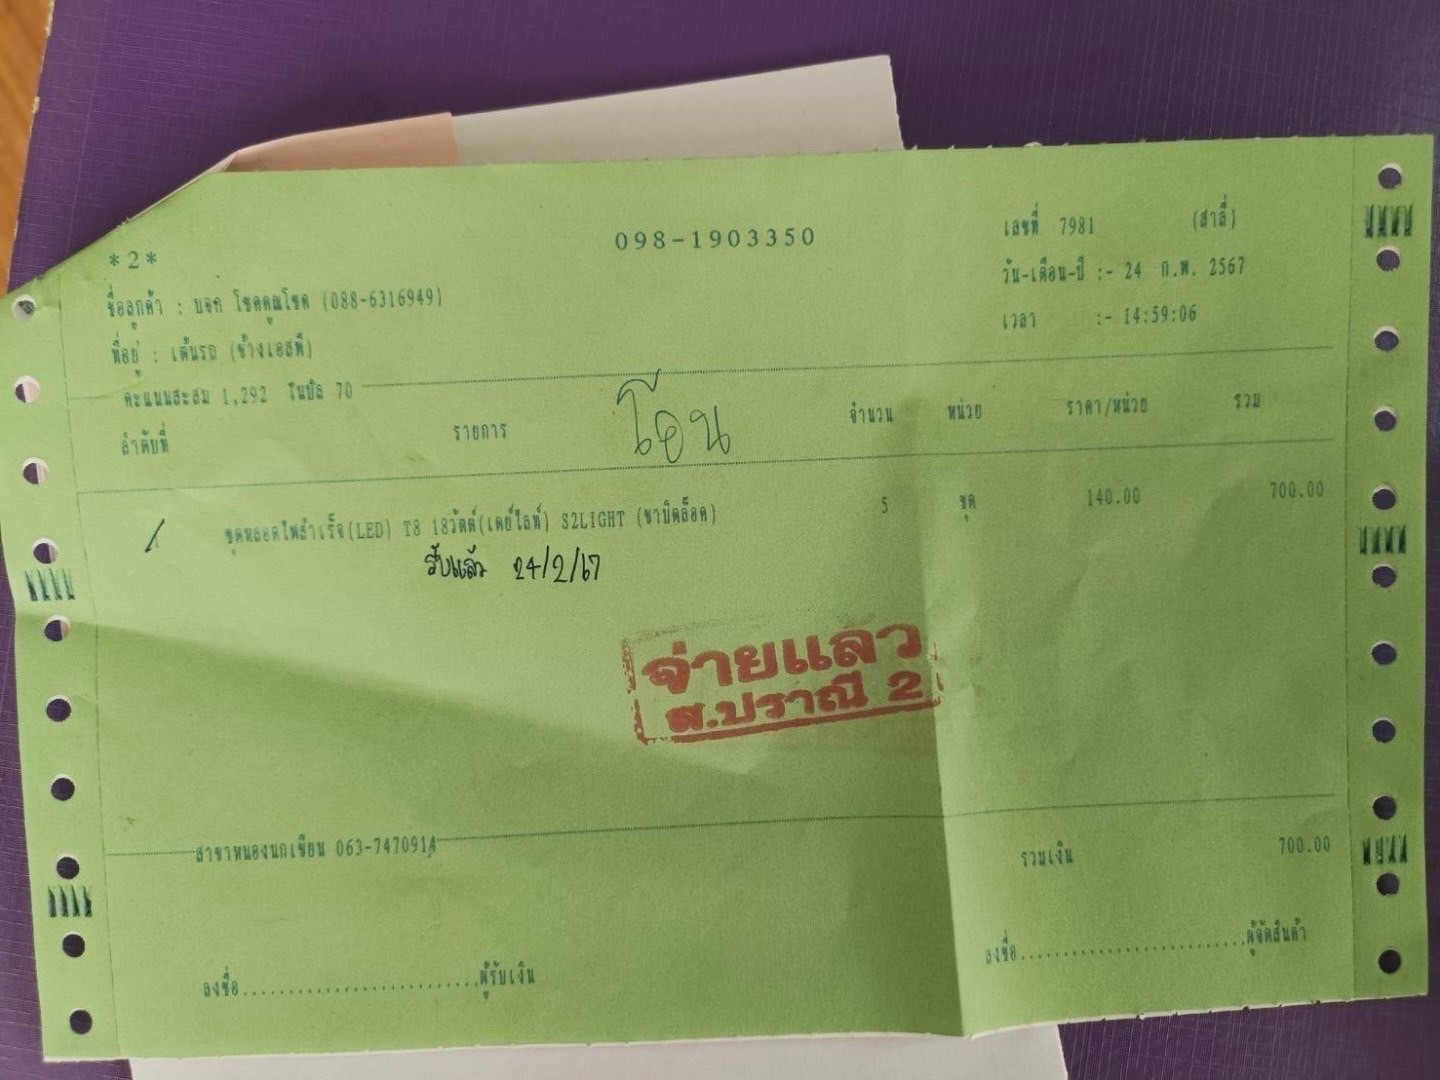 098-1903350
เลขที่ 7981 (สาลี่)
*2*
วัน-เดือน-ปี :- 24 ก.พ. 2567
ชื่อลูกค้า : บอค โชคคูณโชค (088-6316949)
เวลา :- 14:59:06
ที่อยู่ : เต้นรถ (ข้างเอสพี)
คะแนนสะสม 1,292 ในบิล 70
โอน
ลำดับที่ รายการ จำนวน หน่วย ราคา/หน่วย รวม
1 ชุดหลอดไฟสำเร็จ(LED) T8 18วัตต์(เดย์ไลท์) S2LIGHT (ขาบิดล็อค) 5 ชุด 140.00 700.00
รับแล้ว 24/2/67
จ่ายแลว
ส.ปราณี 2
สาขาหนองนกเขียน 063-7470914
รวมเงิน 700.00
ลงชื่อ..........................ผู้รับเงิน
ลงชื่อ.........................ผู้จัดสินค้า